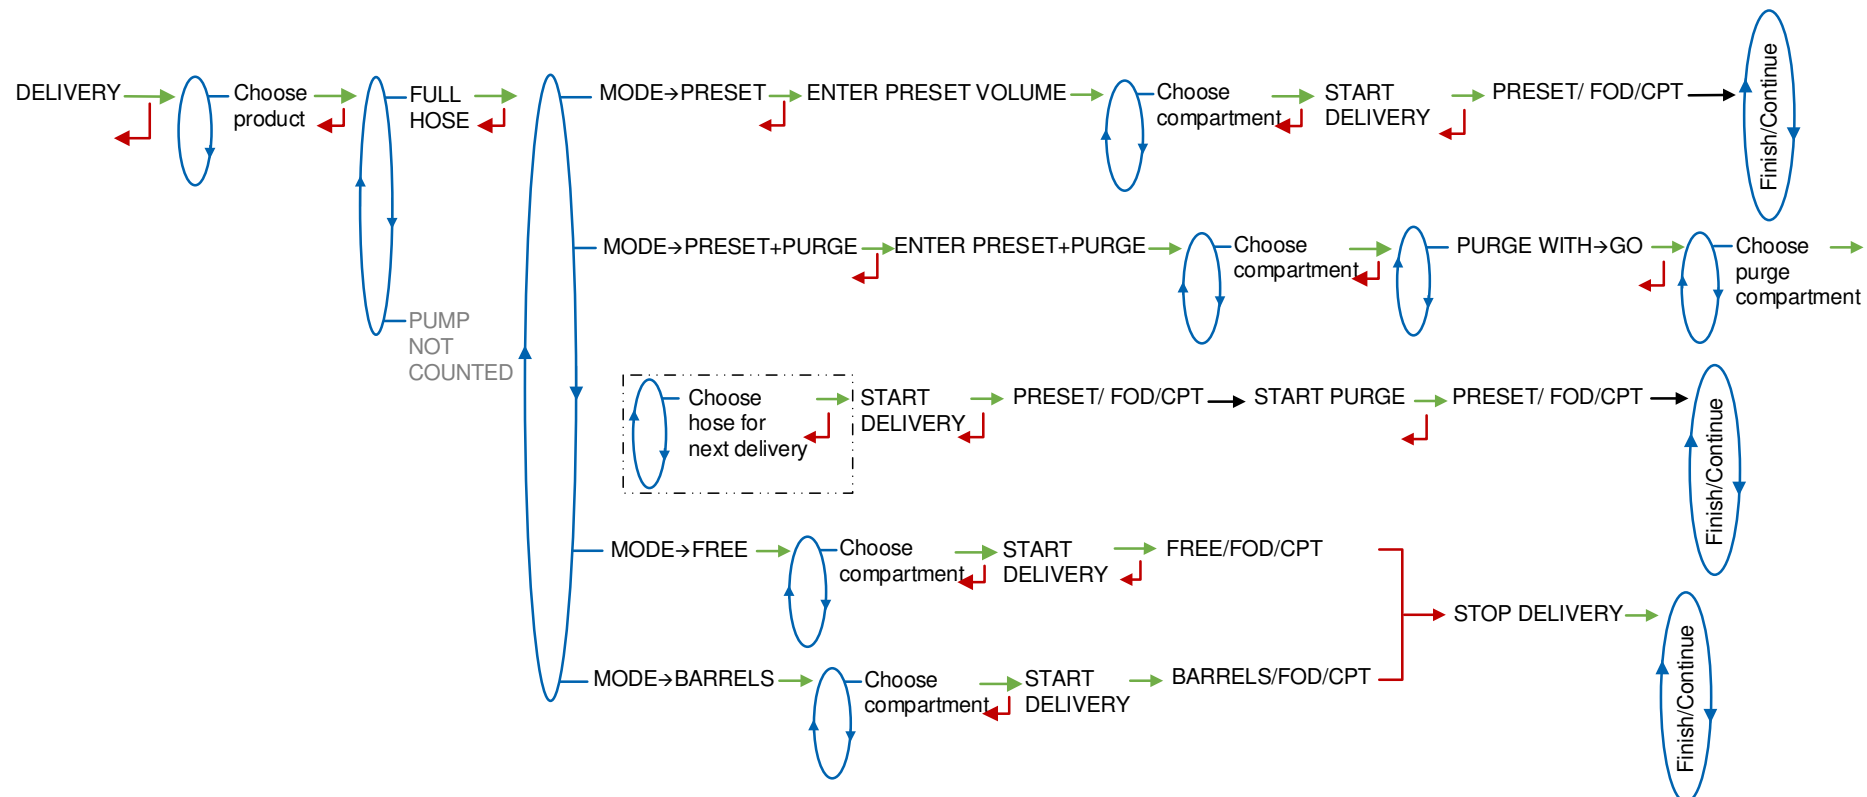 DELIVERY
Choose
product
FULL
HOSE
PUMP
NOT
COUNTED
MODE→PRESET
ENTER PRESET VOLUME
Choose
compartment
START
DELIVERY
PRESET/ FOD/CPT
Finish/Continue
MODE→PRESET+PURGE
ENTER PRESET+PURGE
Choose
compartment
PURGE WITH→GO
Choose
purge
compartment
Choose
hose for
next delivery
START
DELIVERY
PRESET/ FOD/CPT
START PURGE
PRESET/ FOD/CPT
Finish/Continue
MODE→FREE
Choose
compartment
START
DELIVERY
FREE/FOD/CPT
MODE→BARRELS
Choose
compartment
START
DELIVERY
BARRELS/FOD/CPT
STOP DELIVERY
Finish/Continue